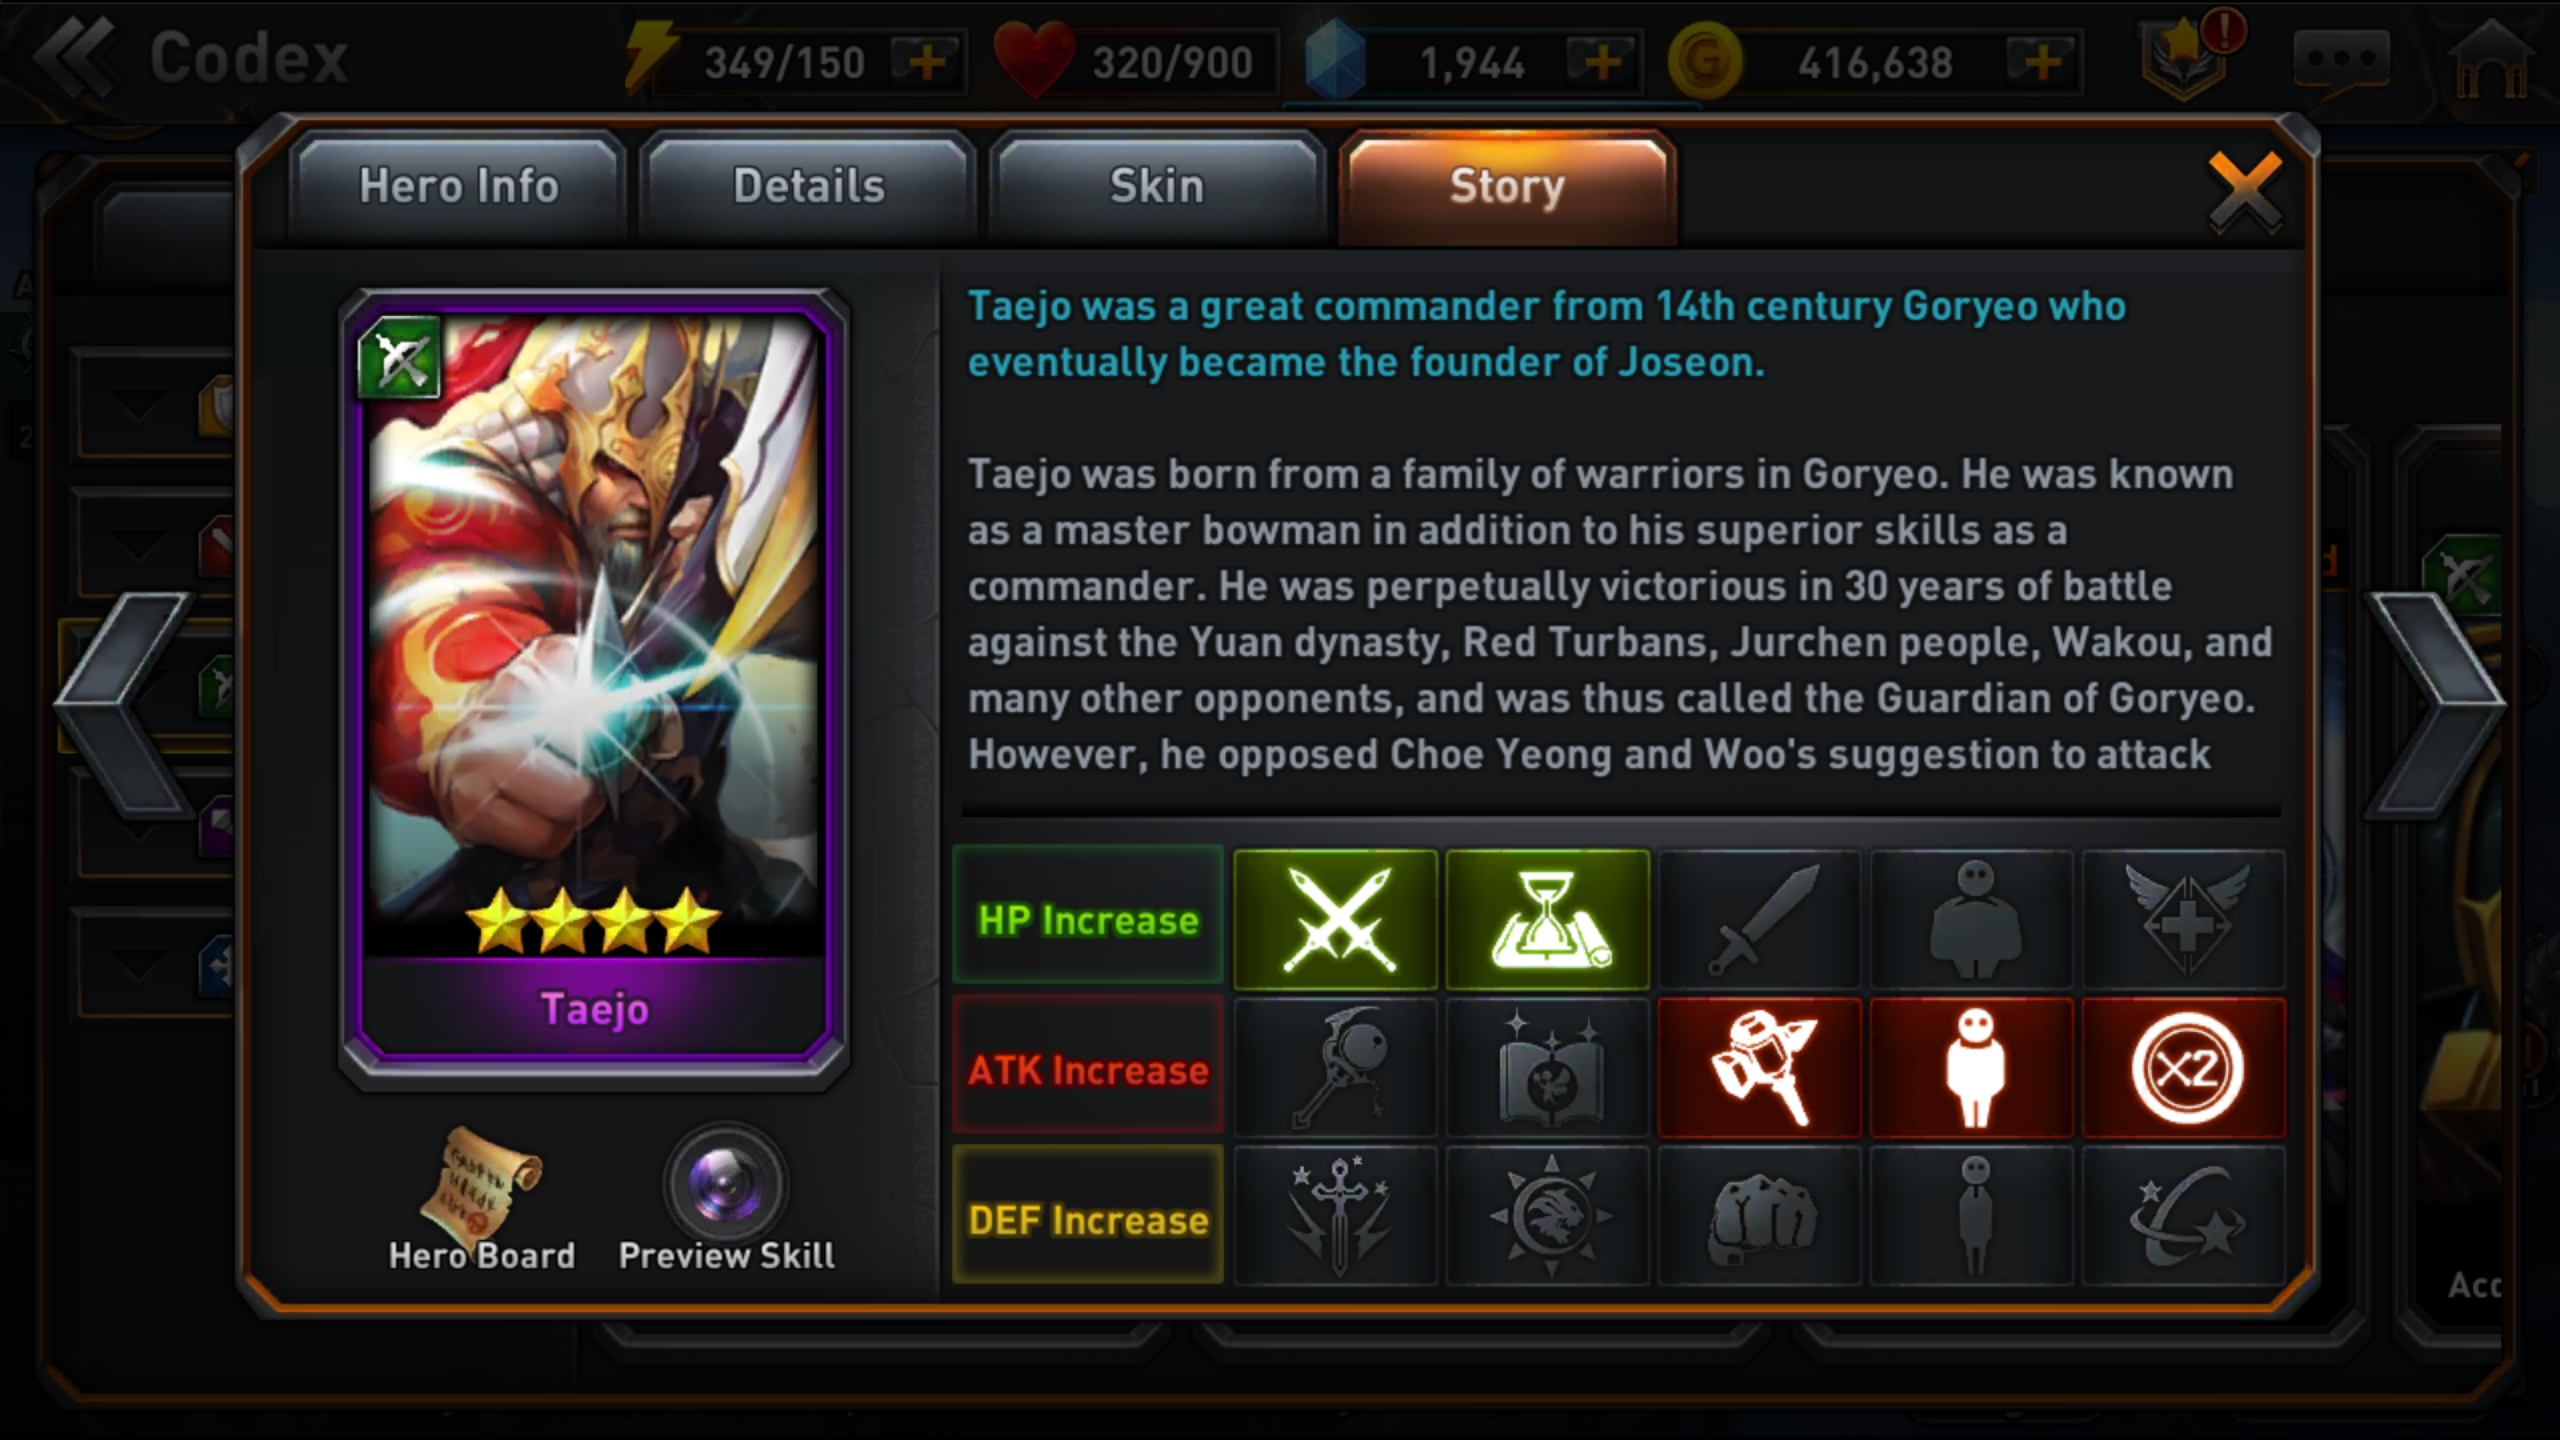 Codex
349/150
320/900
1,944
416,638
Hero Info
Details
Skin
Story
Taejo was a great commander from 14th century Goryeo who
eventually became the founder of Joseon.
Taejo was born from a family of warriors in Goryeo. He was known
as a master bowman in addition to his superior skills as a
commander. He was perpetually victorious in 30 years of battle
against the Yuan dynasty, Red Turbans, Jurchen people, Wakou, and
many other opponents, and was thus called the Guardian of Goryeo.
However, he opposed Choe Yeong and Woo's suggestion to attack
Taejo
Hero Board
Preview Skill
HP Increase
ATK Increase
X2
DEF Increase